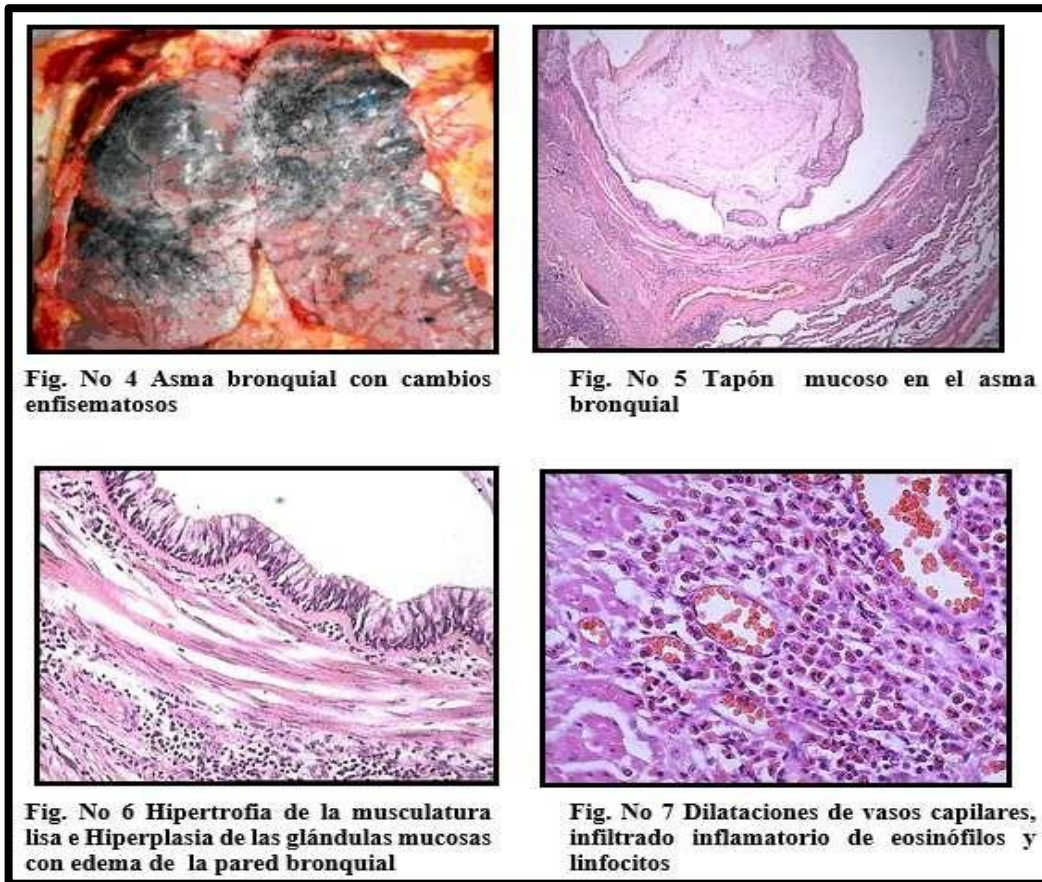 Fig. No 4 Asma bronquial con cambios
enfisematosos
Fig. No 5 Tapón mucoso en el asma
bronquial
Fig. No 6 Hipertrofia de la musculatura
lisa e Hiperplasia de las glándulas mucosas
con edema de la pared bronquial
Fig. No 7 Dilataciones de vasos capilares,
infiltrado inflamatorio de eosinófilos y
linfocitos